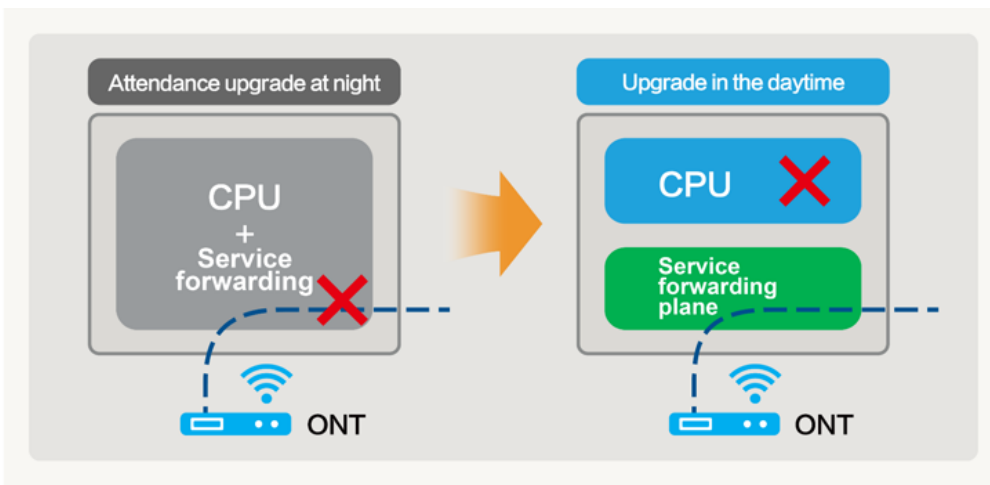 Attendance upgrade at night
CPU
+
Service
forwarding
ONT
Upgrade in the daytime
CPU
Service
forwarding
plane
ONT